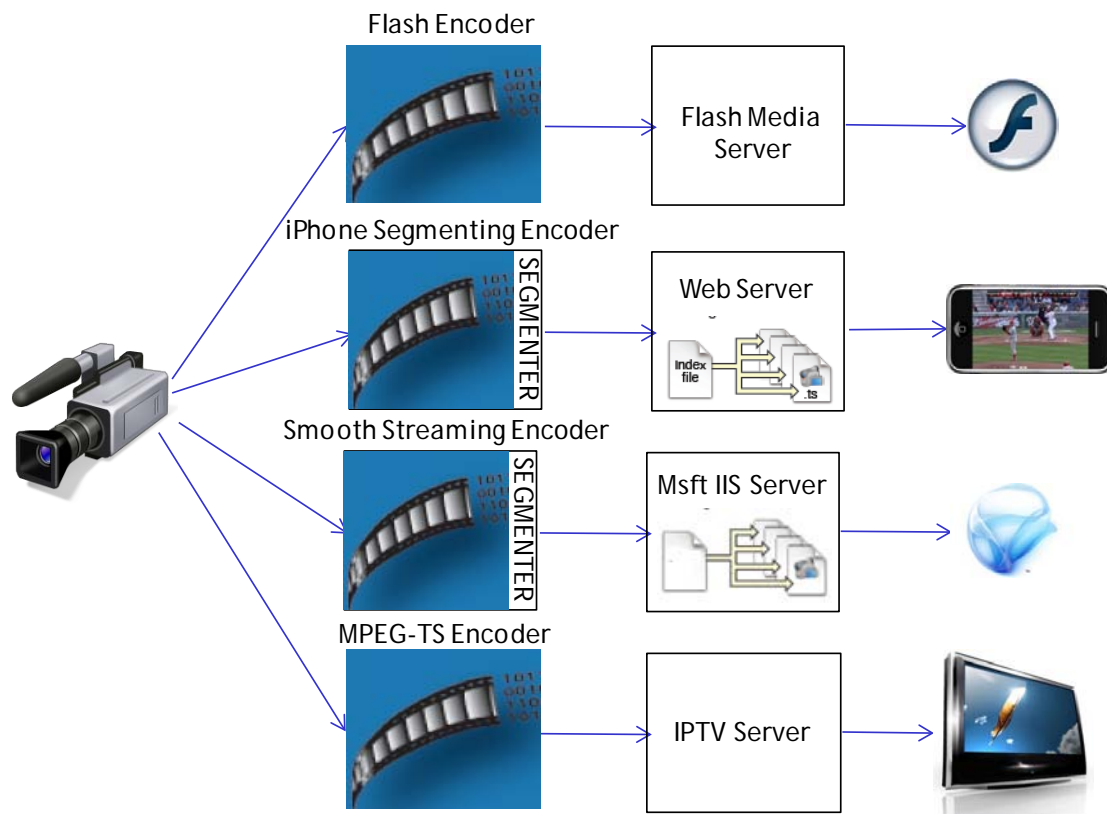 Flash Encoder
Flash Media
Server
iPhone Segmenting Encoder
SEGMENTER
Web Server
Index
file
.ts
Smooth Streaming Encoder
SEGMENTER
Msft IIS Server
MPEG-TS Encoder
IPTV Server